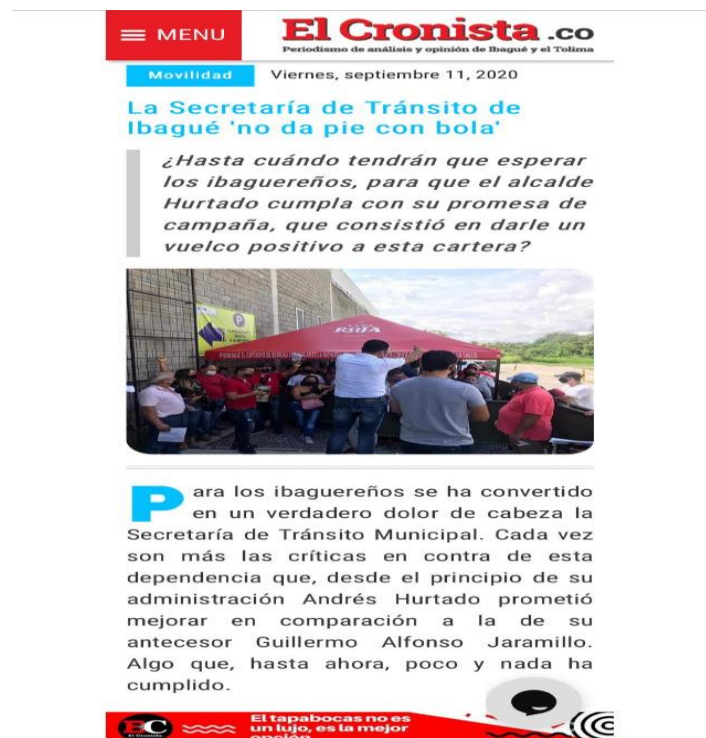 MENU
El Cronista .co
Periodismo de análisis y opinión de Ibagué y el Tolima
Movilidad
Viernes, septiembre 11, 2020
La Secretaría de Tránsito de
Ibagué 'no da pie con bola'
¿Hasta cuándo tendrán que esperar
los ibaguereños, para que el alcalde
Hurtado cumpla con su promesa de
campaña, que consistió en darle un
vuelco positivo a esta cartera?
Para los ibaguereños se ha convertido
en un verdadero dolor de cabeza la
Secretaría de Tránsito Municipal. Cada vez
son más las críticas en contra de esta
dependencia que, desde el principio de su
administración Andrés Hurtado prometió
mejorar en comparación a la de su
antecesor Guillermo Alfonso Jaramillo.
Algo que, hasta ahora, poco y nada ha
cumplido.
EC
El Cronista
El tapabocas no es
un lujo, es la mejor
opción